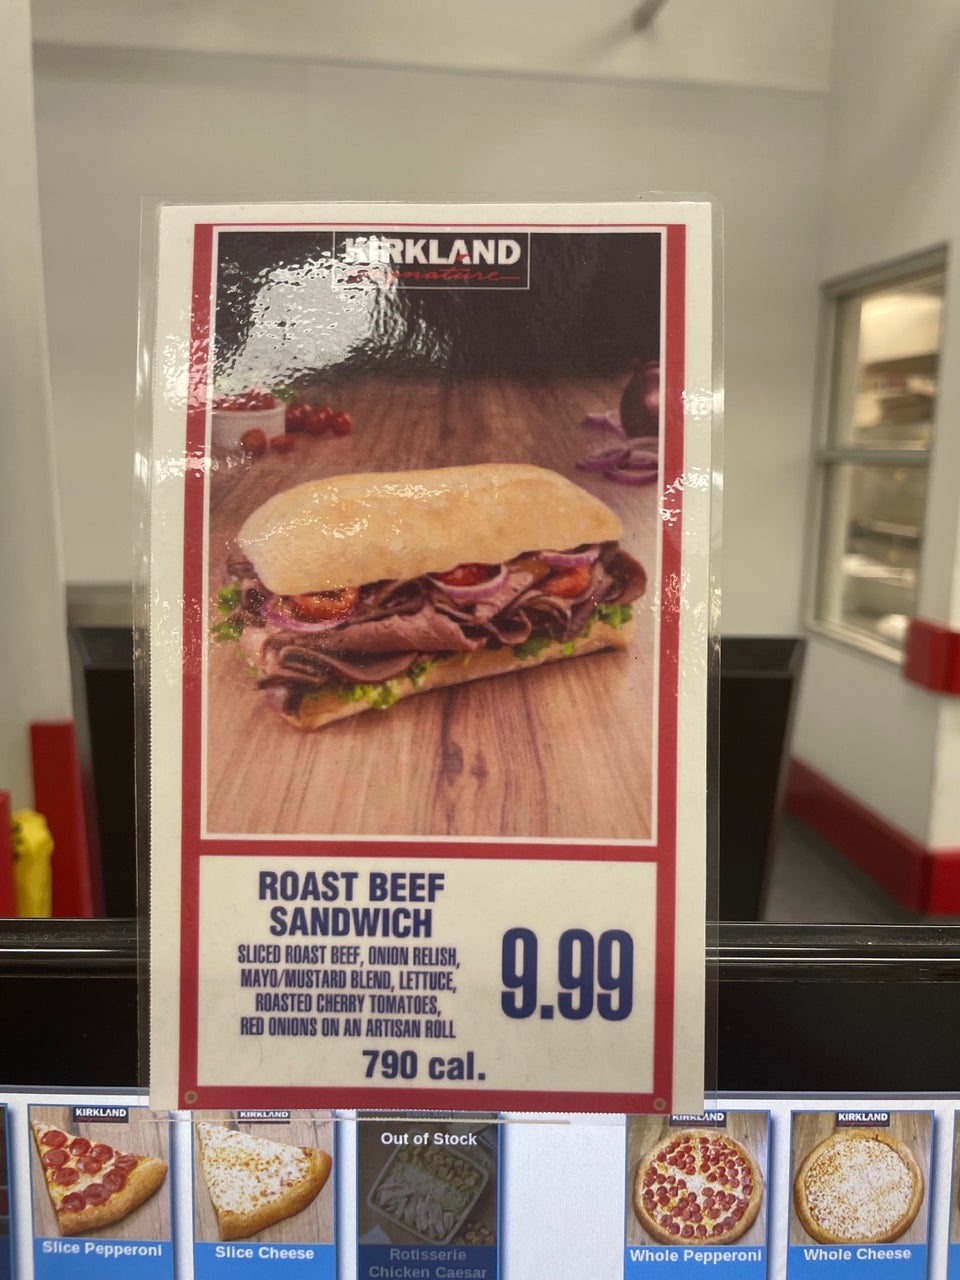 KIRKLAND
Signature
ROAST BEEF
SANDWICH
SLICED ROAST BEEF, ONION RELISH,
MAYO/MUSTARD BLEND, LETTUCE,
ROASTED CHERRY TOMATOES,
RED ONIONS ON AN ARTISAN ROLL
9.99
790 cal.
KIRKLAND
Slice Pepperoni
KIRKLAND
Slice Cheese
Out of Stock
Rotisserie
Chicken Caesar
KIRKLAND
Whole Pepperoni
KIRKLAND
Whole Cheese